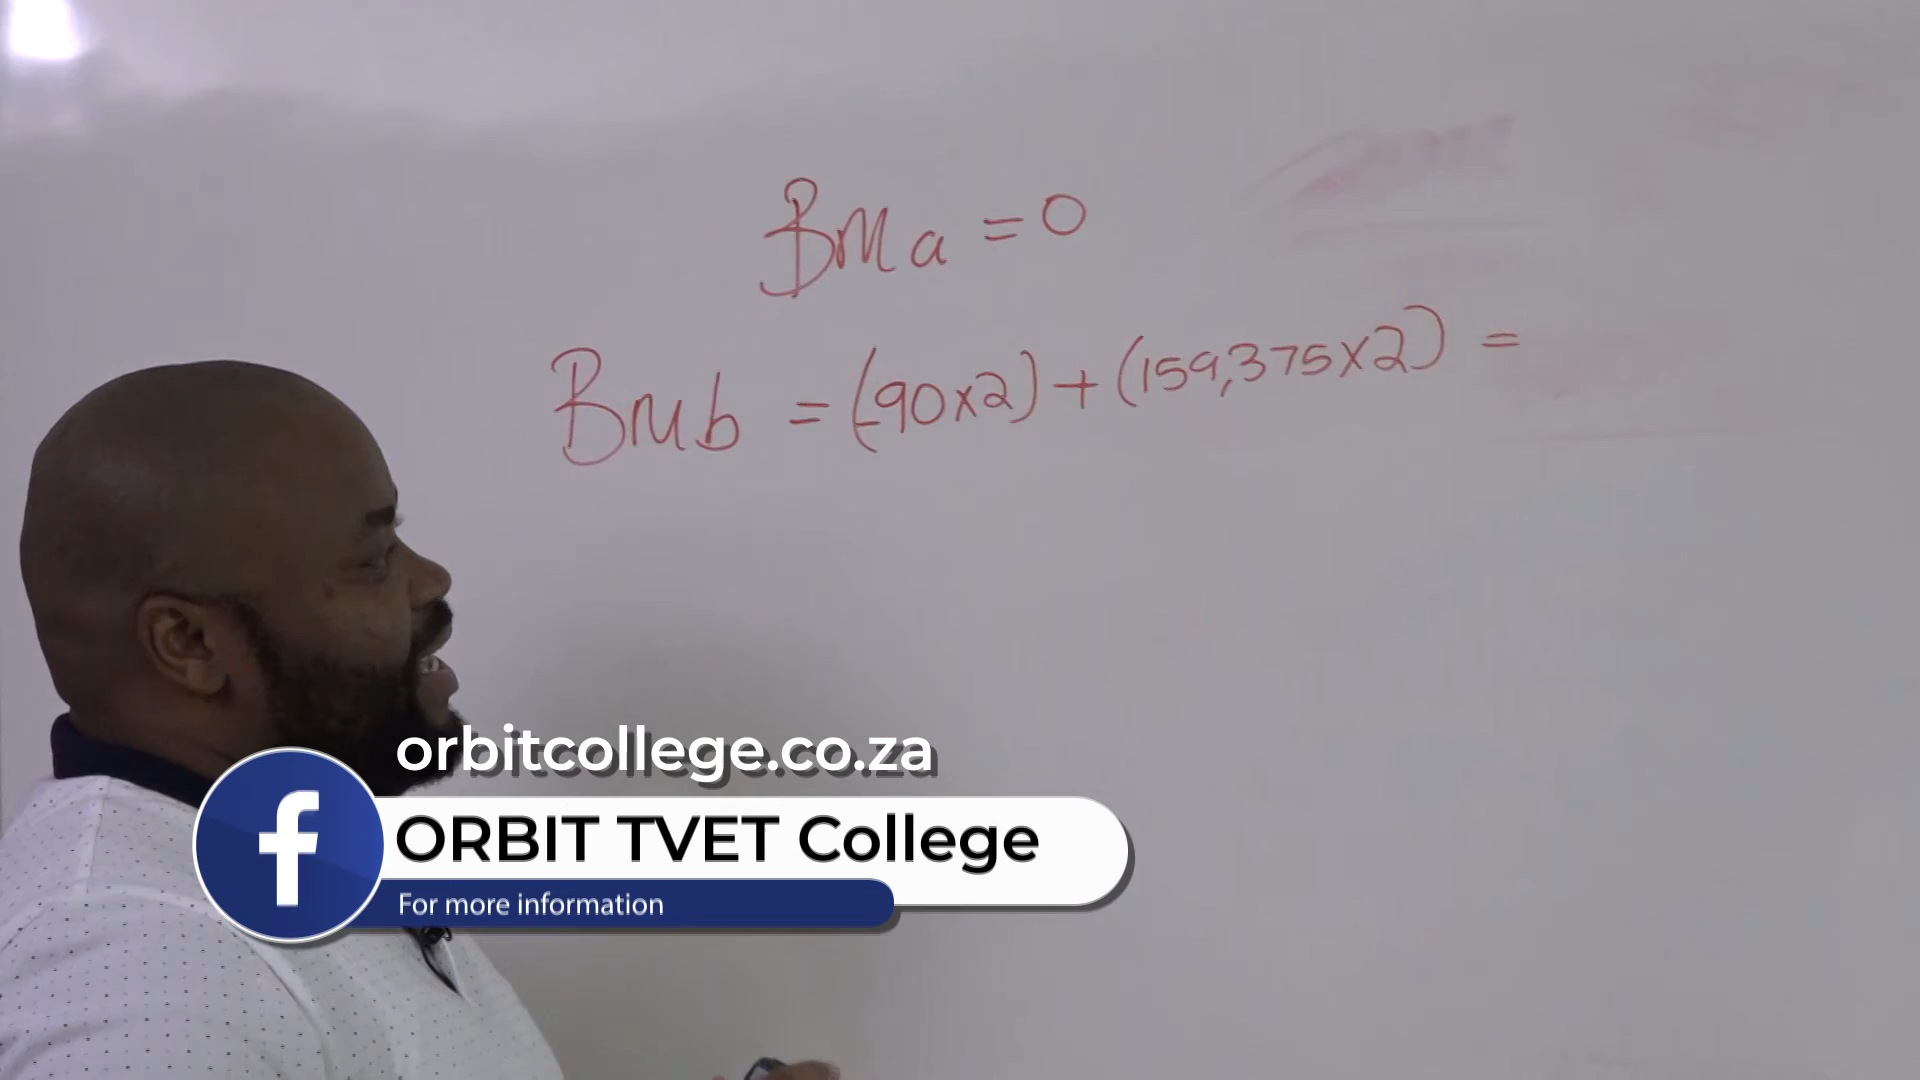 BMa = 0
BMb = (-90x2) + (159,375x2) =
orbitcollege.co.za
f
ORBIT TVET College
For more information